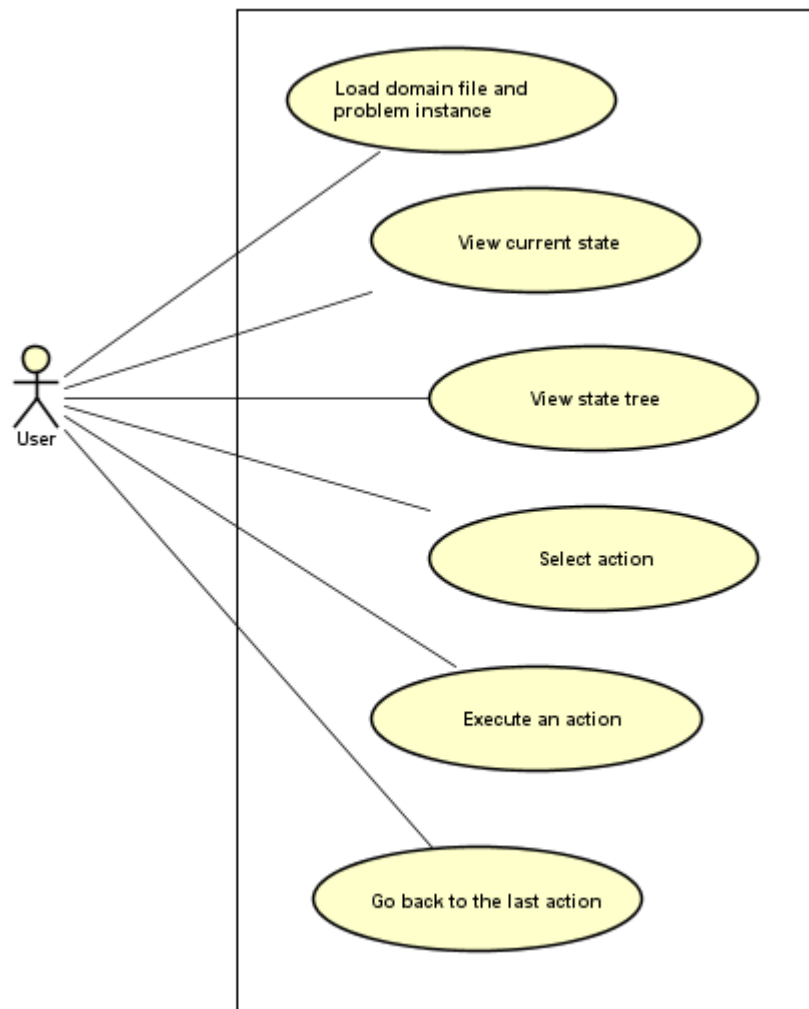 Load domain file and
problem instance
View current state
View state tree
User
Select action
Execute an action
Go back to the last action